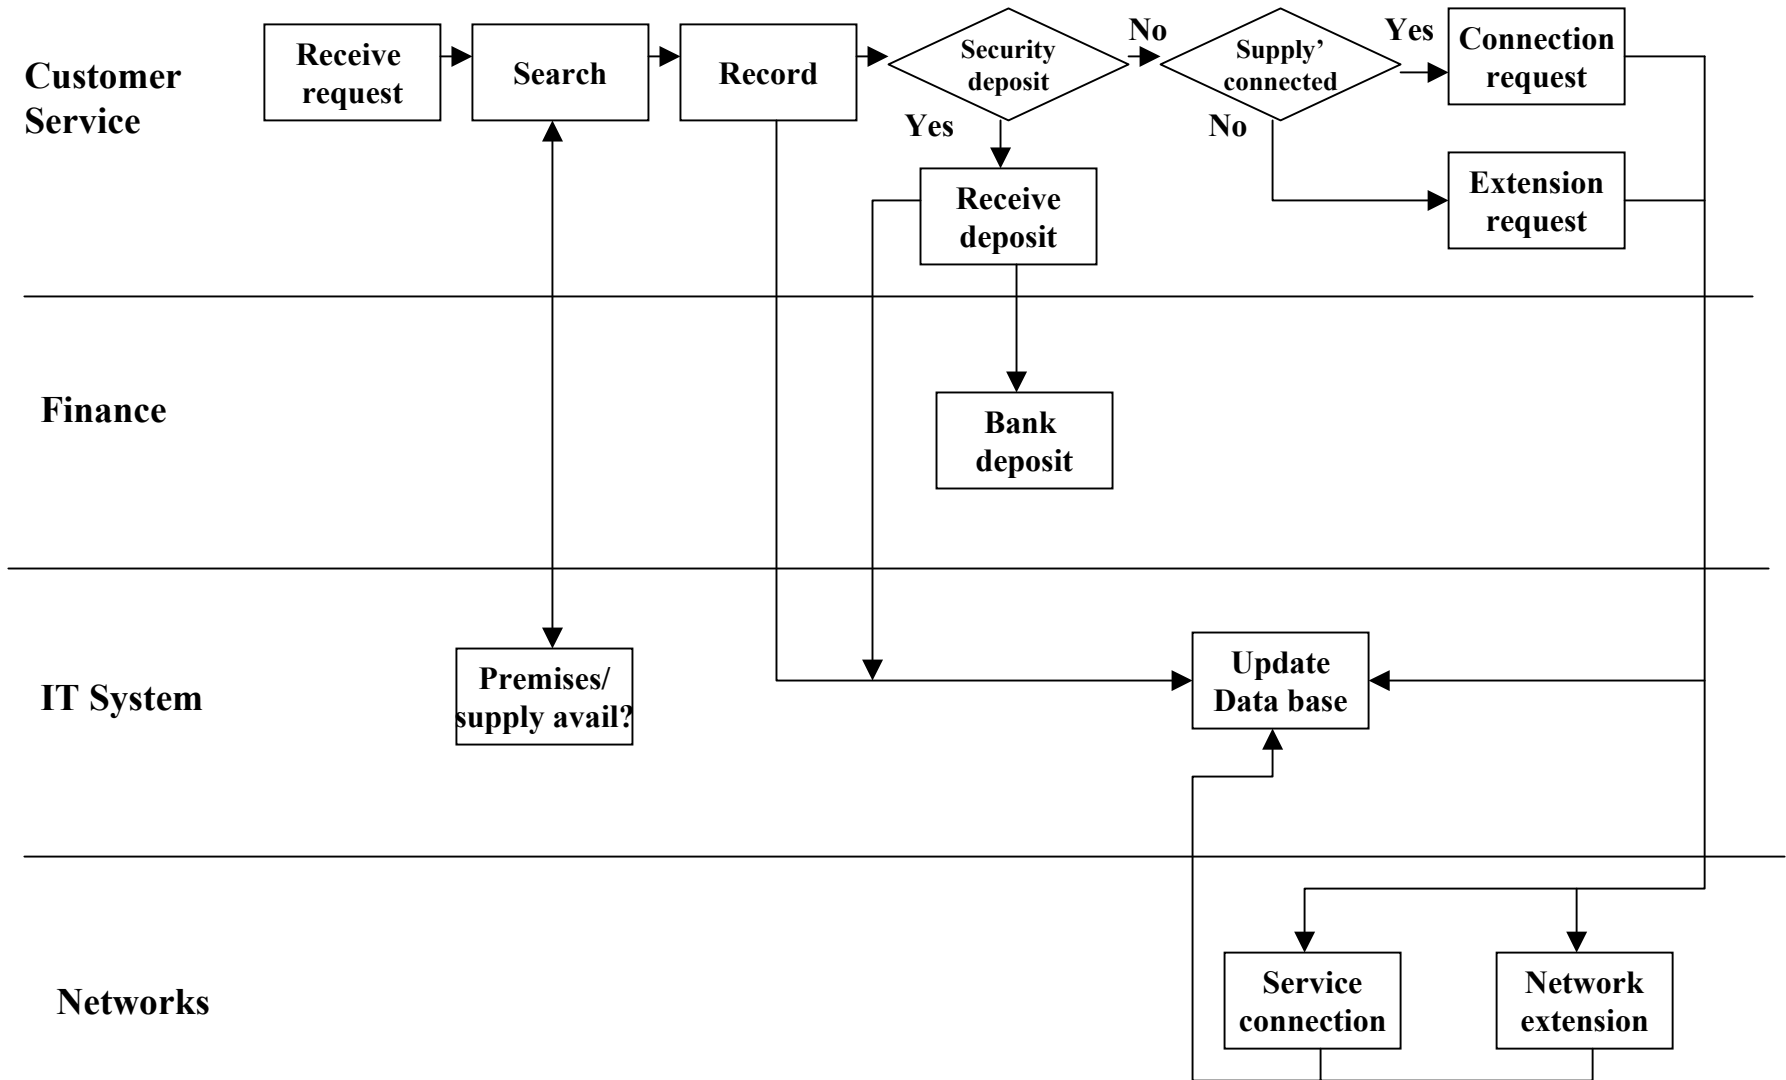 Customer
Service
Receive
request
Search
Record
Security
deposit
No
Supply’
connected
Yes
Connection
request
Yes
No
Receive
deposit
Extension
request
Finance
Bank
deposit
IT System
Premises/
supply avail?
Update
Data base
Networks
Service
connection
Network
extension